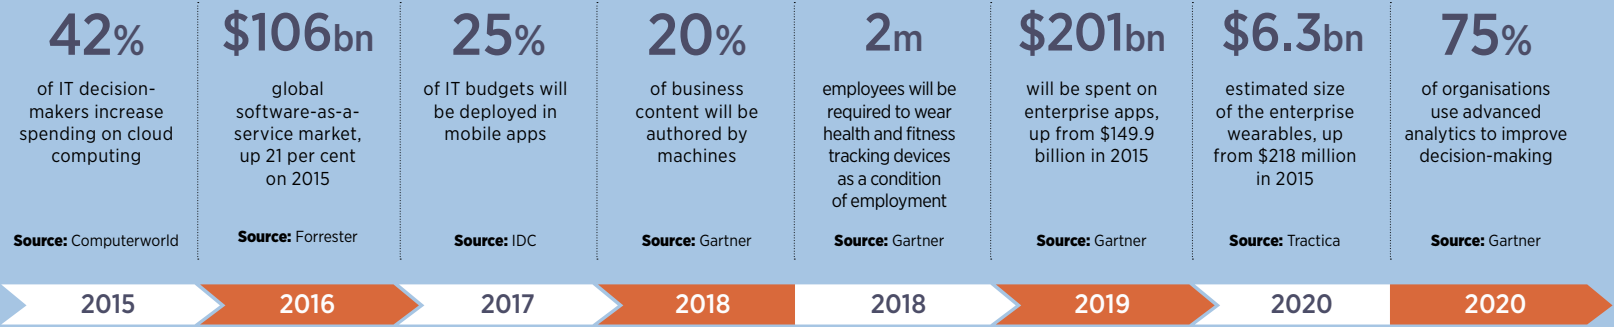 42%
of IT decision-
makers increase
spending on cloud
computing
Source: Computerworld
2015
$106bn
global
software-as-a-
service market,
up 21 per cent
on 2015
Source: Forrester
2016
25%
of IT budgets will
be deployed in
mobile apps
Source: IDC
2017
20%
of business
content will be
authored by
machines
Source: Gartner
2018
2m
employees will be
required to wear
health and fitness
tracking devices
as a condition
of employment
Source: Gartner
2018
$201bn
will be spent on
enterprise apps,
up from $149.9
billion in 2015
Source: Gartner
2019
$6.3bn
estimated size
of the enterprise
wearables, up
from $218 million
in 2015
Source: Tractica
2020
75%
of organisations
use advanced
analytics to improve
decision-making
Source: Gartner
2020